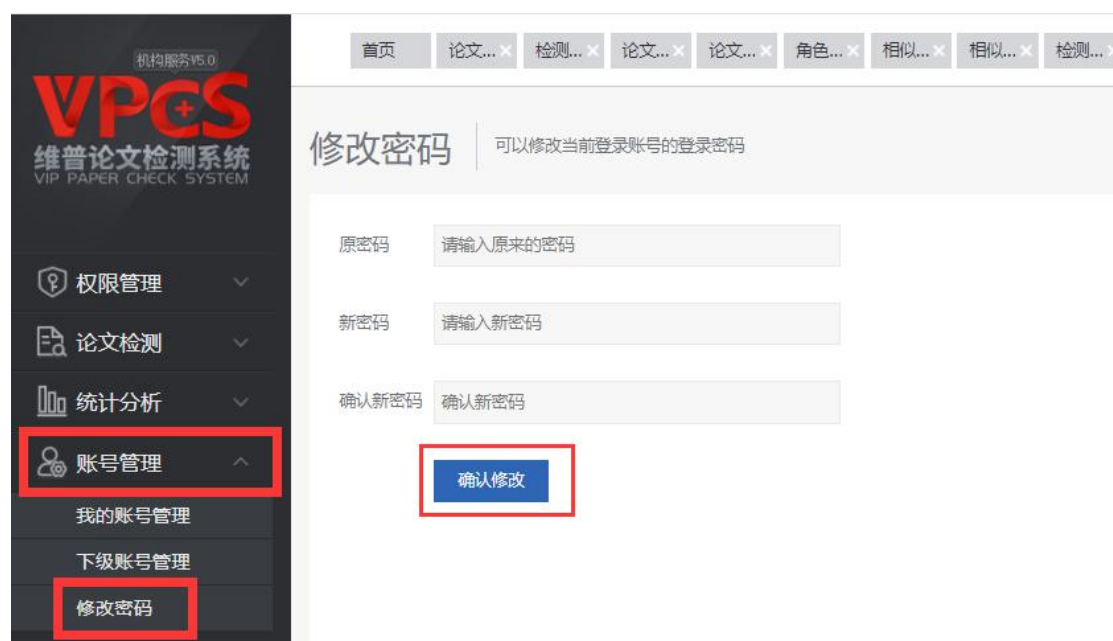 机构服务V5.0
VPCS
维普论文检测系统
VIP PAPER CHECK SYSTEM
权限管理
论文检测
统计分析
账号管理
我的账号管理
下级账号管理
修改密码
首页 论文...× 检测...× 论文...× 论文...× 角色...× 相似...× 相似...× 检测...×
修改密码 可以修改当前登录账号的登录密码
原密码 请输入原来的密码
新密码 请输入新密码
确认新密码 确认新密码
确认修改